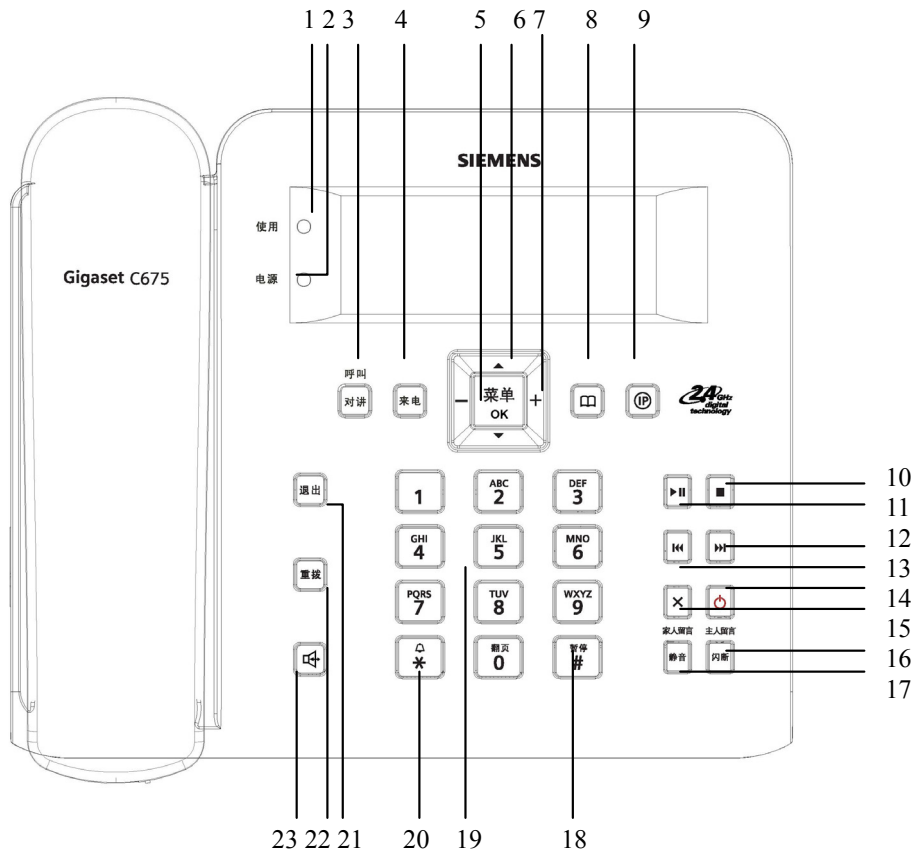 1 2 3 4 5 6 7 8 9
SIEMENS
使用
Gigaset C675
电源
呼叫
对讲 来电 菜单 OK − + IP 2.4GHz
digital
technology
退出 1 ABC 2 DEF 3
10
11
GHI 4 JKL 5 MNO 6
12
13
重拨
PQRS 7 TUV 8 WXYZ 9
14
15
家人留言 主人留言
* 翻页 0 暂停 # 静音 闪断
16
17
23 22 21 20 19 18